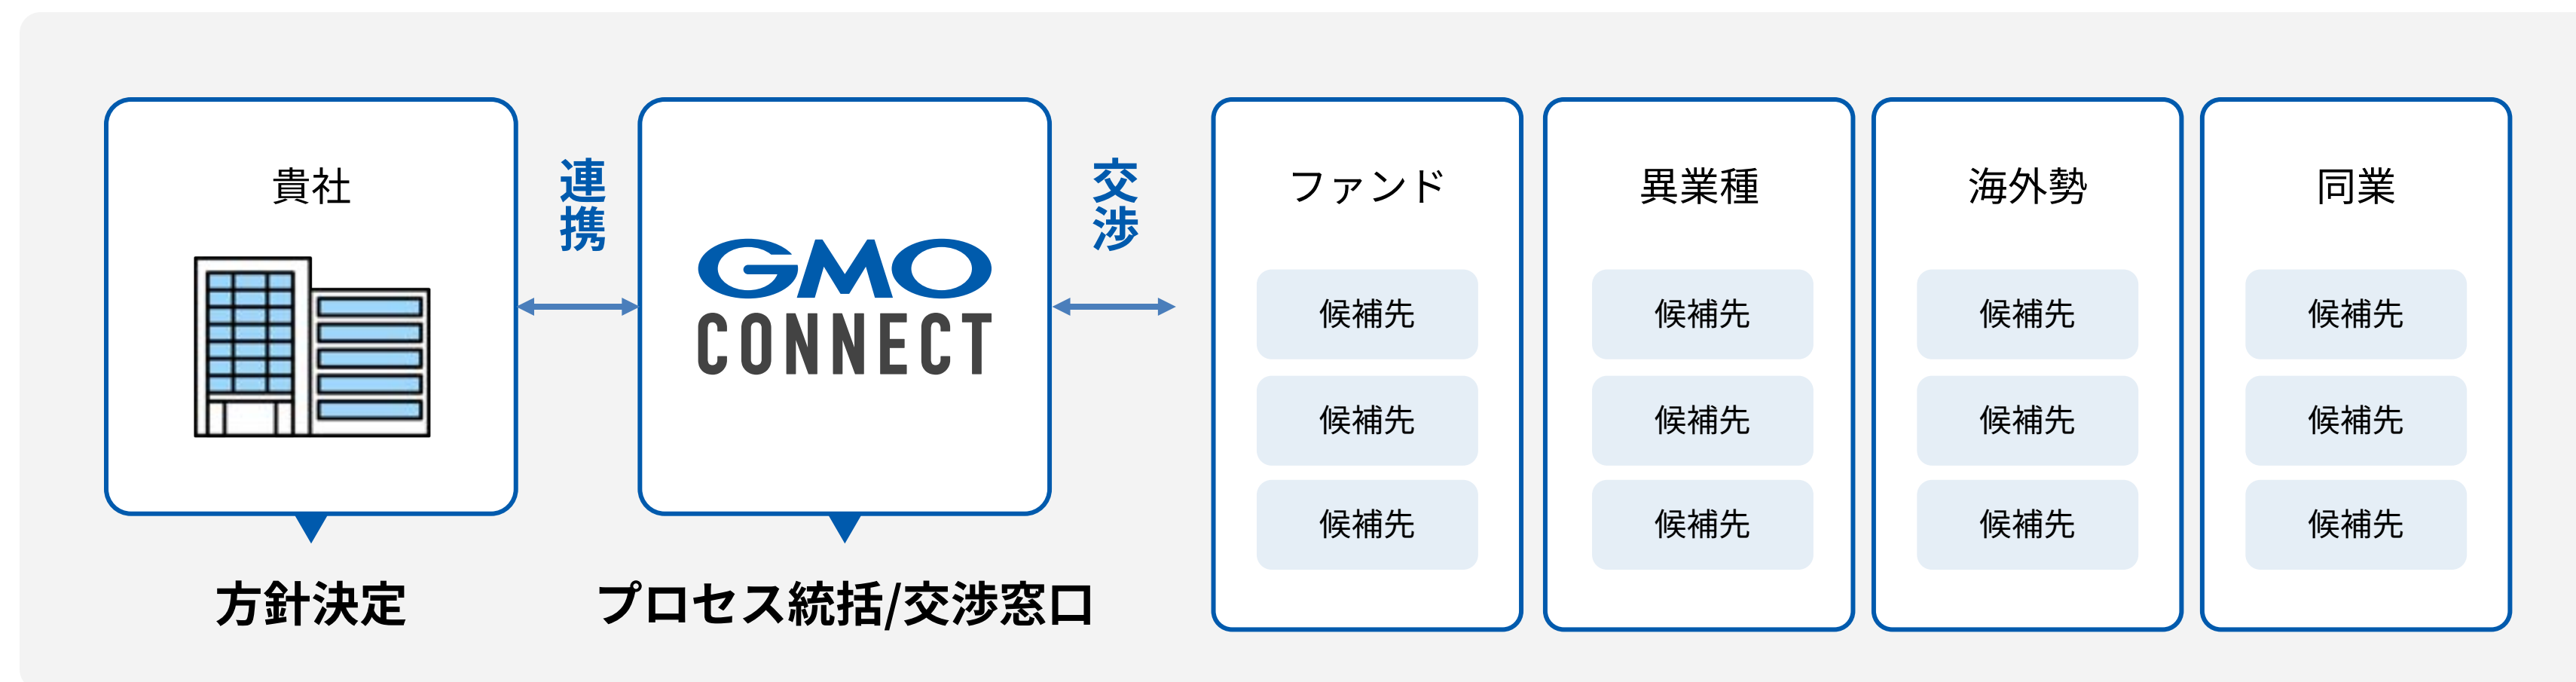 貴社
連携
GMO
CONNECT
交渉
方針決定
プロセス統括/交渉窓口
ファンド
候補先
候補先
候補先
異業種
候補先
候補先
候補先
海外勢
候補先
候補先
候補先
同業
候補先
候補先
候補先